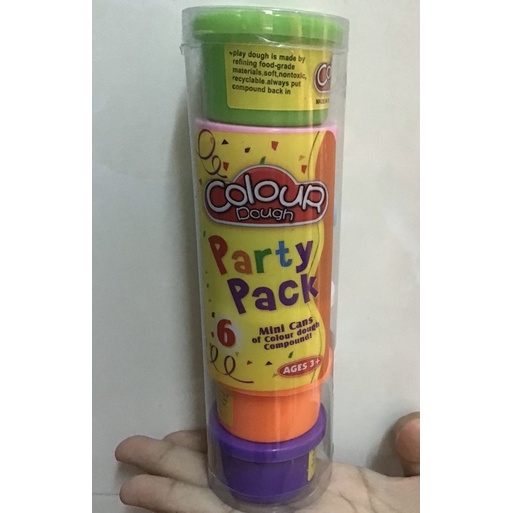 •play dough is made by
refining food-grade
materials,soft,nontoxic,
recyclable.always put
compound back in
Colour
Dough
Party
Pack
6
Mini Cans
of Colour dough
Compound!
AGES 3+